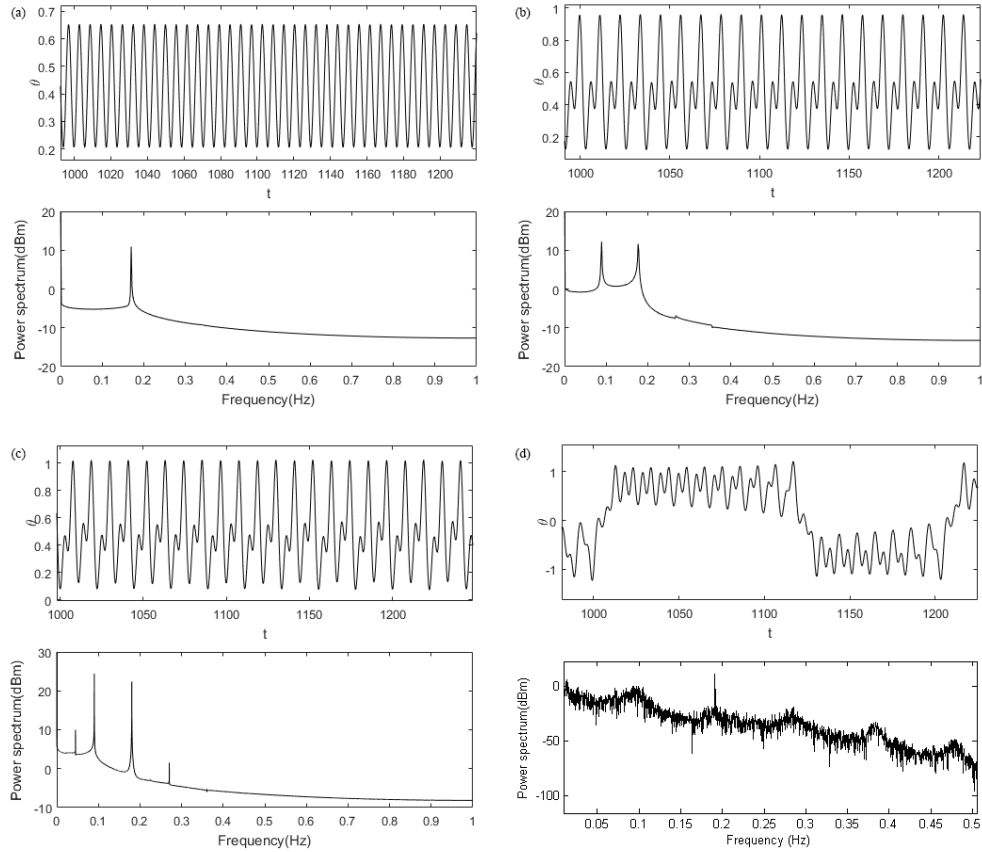 (a)
0.7
0.6
0.5
0.4
0.3
0.2
θ
1000 1020 1040 1060 1080 1100 1120 1140 1160 1180 1200
t
20
10
0
-10
-20
Power spectrum(dBm)
0 0.1 0.2 0.3 0.4 0.5 0.6 0.7 0.8 0.9 1
Frequency(Hz)
(b)
1
0.8
0.6
0.4
0.2
θ
1000 1050 1100 1150 1200
t
20
10
0
-10
-20
Power spectrum(dBm)
0 0.1 0.2 0.3 0.4 0.5 0.6 0.7 0.8 0.9 1
Frequency(Hz)
(c)
1
0.8
0.6
0.4
0.2
0
θ
1000 1050 1100 1150 1200
t
30
20
10
0
-10
Power spectrum(dBm)
0 0.1 0.2 0.3 0.4 0.5 0.6 0.7 0.8 0.9 1
Frequency(Hz)
(d)
1
0
-1
θ
1000 1050 1100 1150 1200
t
0
-50
-100
Power spectrum(dBm)
0.05 0.1 0.15 0.2 0.25 0.3 0.35 0.4 0.45 0.5
Frequency (Hz)